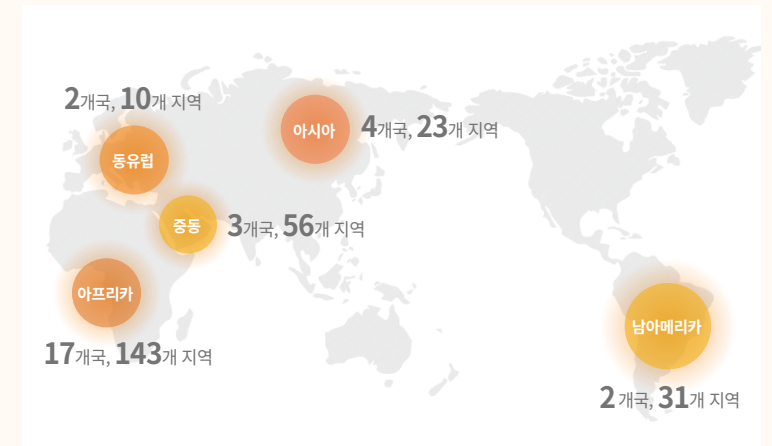 2개국, 10개 지역
동유럽
아시아
4개국, 23개 지역
중동
3개국, 56개 지역
아프리카
17개국, 143개 지역
남아메리카
2 개국, 31개 지역